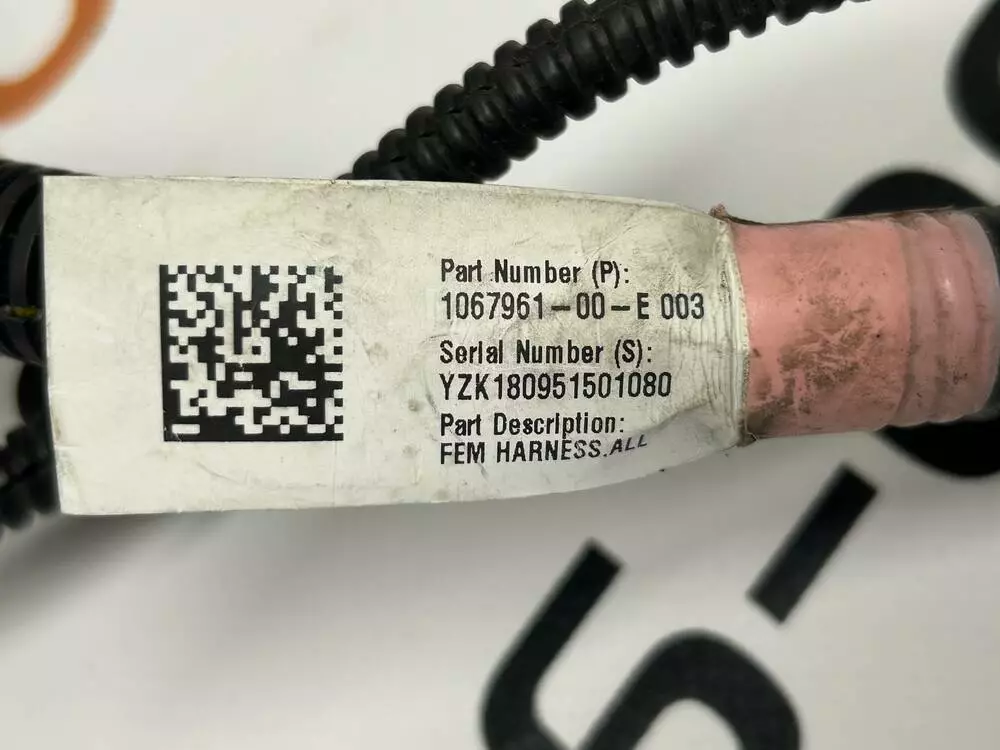 Part Number (P):
1067961-00-E 003
Serial Number (S):
YZK180951501080
Part Description:
FEM HARNESS.ALL